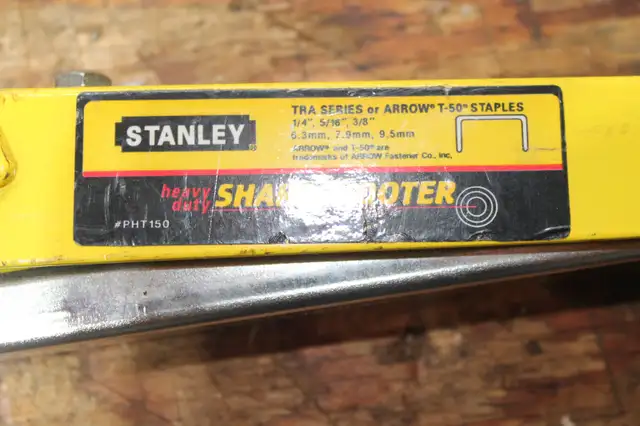 STANLEY
TRA SERIES or ARROW® T-50® STAPLES
1/4", 5/16", 3/8"
6.3mm, 7.9mm, 9.5mm
ARROW® and T-50® are
trademarks of ARROW Fastener Co., Inc.
heavy
duty
#PHT150